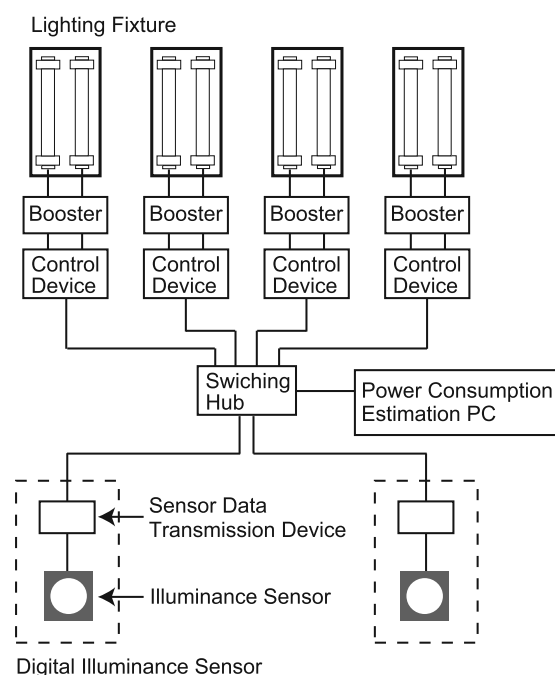 Lighting Fixture
Booster
Booster
Booster
Booster
Control
Device
Control
Device
Control
Device
Control
Device
Swiching
Hub
Power Consumption
Estimation PC
Sensor Data
Transmission Device
Illuminance Sensor
Digital Illuminance Sensor